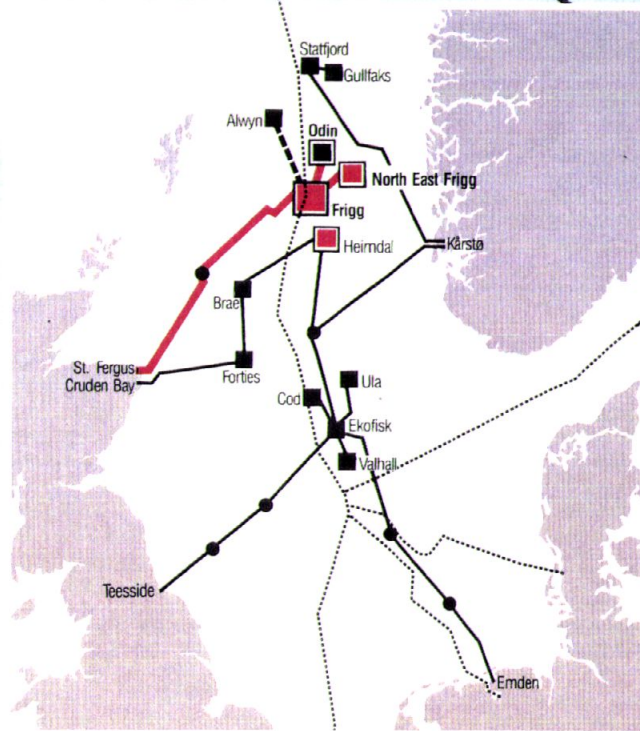 Statfjord
Gullfaks
Alwyn
Odin
North East Frigg
Frigg
Heimdal
Kårstø
Brae
St. Fergus
Cruden Bay
Forties
Ula
Cod
Ekofisk
Valhall
Teesside
Emden